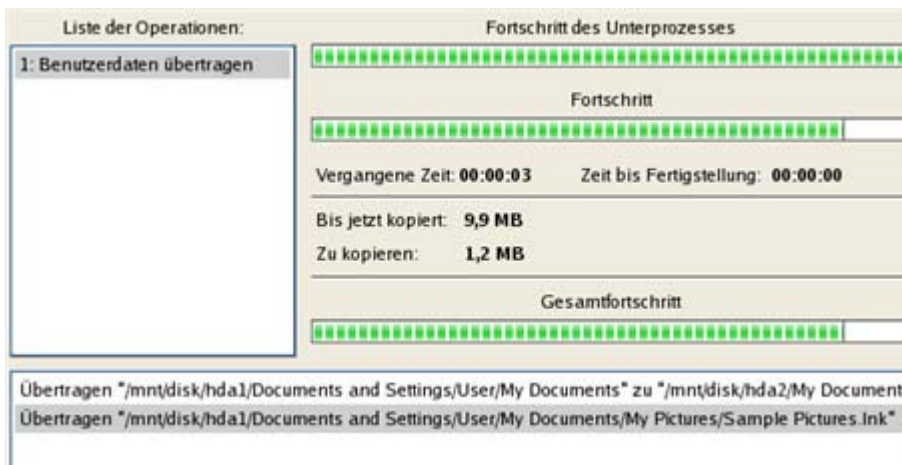 Liste der Operationen:
1: Benutzerdaten übertragen
Fortschritt des Unterprozesses
Fortschritt
Vergangene Zeit: 00:00:03 Zeit bis Fertigstellung: 00:00:00
Bis jetzt kopiert: 9,9 MB
Zu kopieren: 1,2 MB
Gesamtfortschritt
Übertragen "/mnt/disk/hda1/Documents and Settings/User/My Documents" zu "/mnt/disk/hda2/My Document
Übertragen "/mnt/disk/hda1/Documents and Settings/User/My Documents/My Pictures/Sample Pictures.lnk"